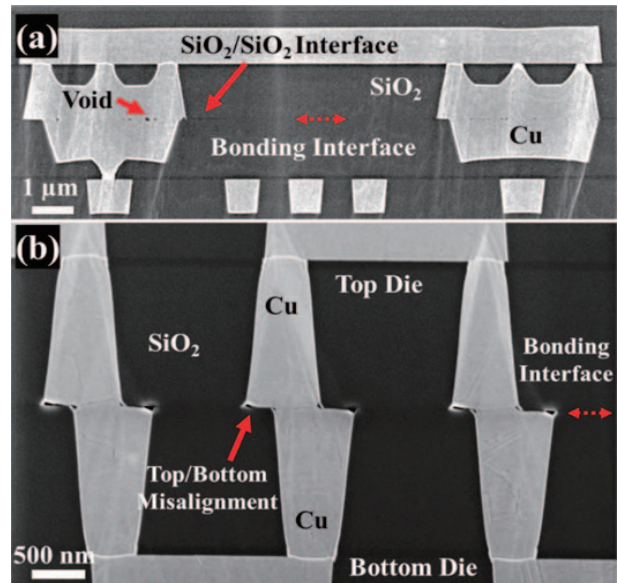 (a)
SiO₂/SiO₂ Interface
SiO₂
Void
Cu
Bonding Interface
1 μm
(b)
Top Die
Cu
SiO₂
Bonding
Interface
Top/Bottom
Misalignment
Cu
500 nm
Bottom Die